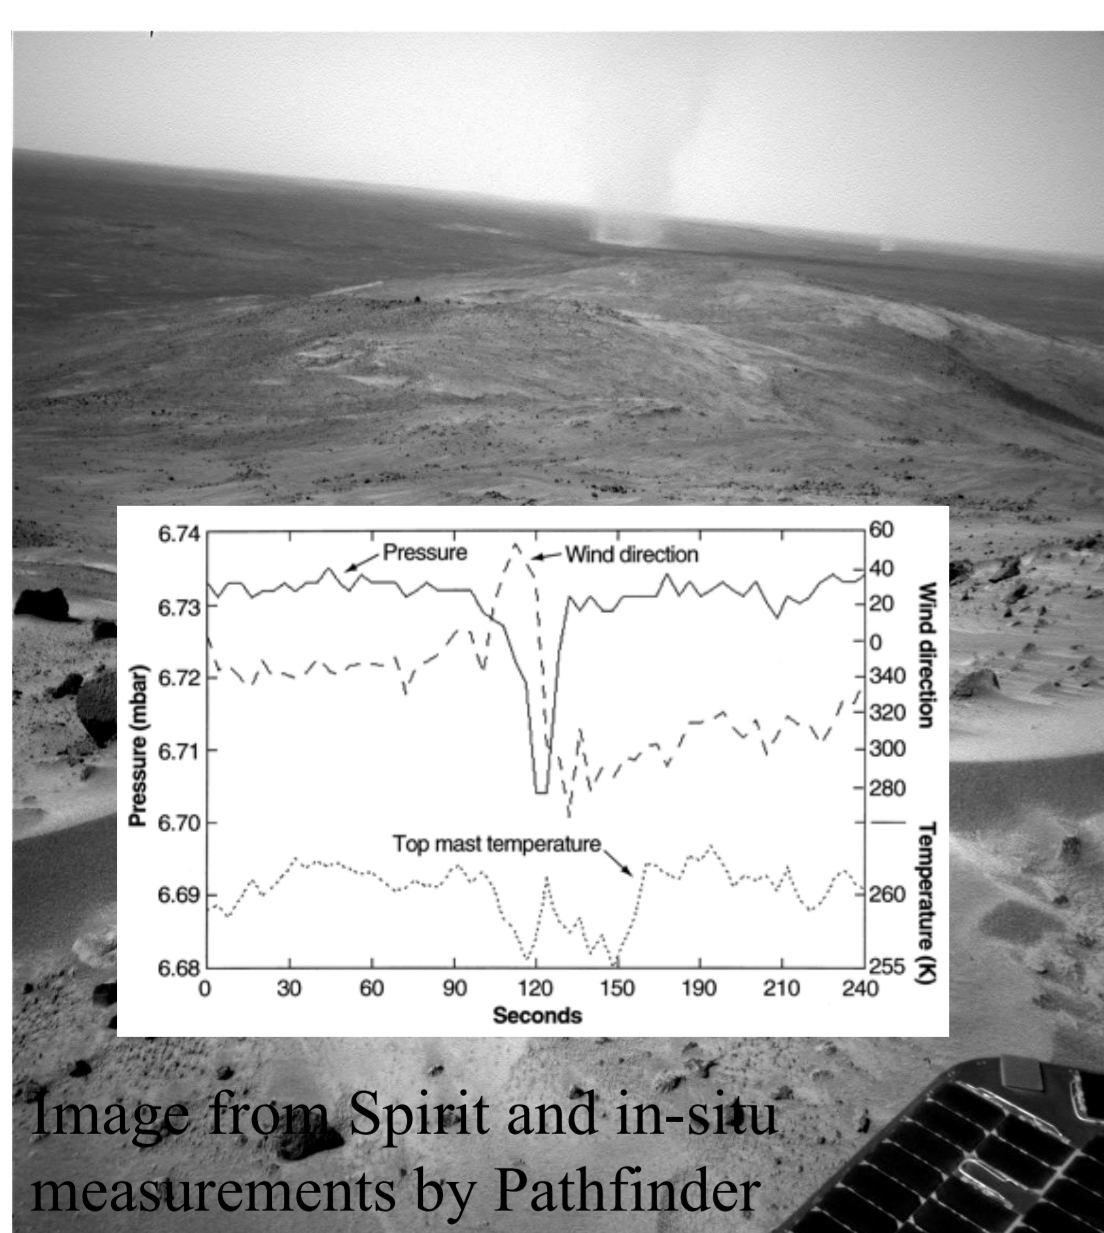 6.74
6.73
6.72
6.71
6.70
6.69
6.68
Pressure (mbar)
Pressure
Wind direction
Top mast temperature
60
40
20
0
340
320
300
280
Wind direction
260
255
Temperature (K)
0 30 60 90 120 150 180 210 240
Seconds
Image from Spirit and in-situ
measurements by Pathfinder